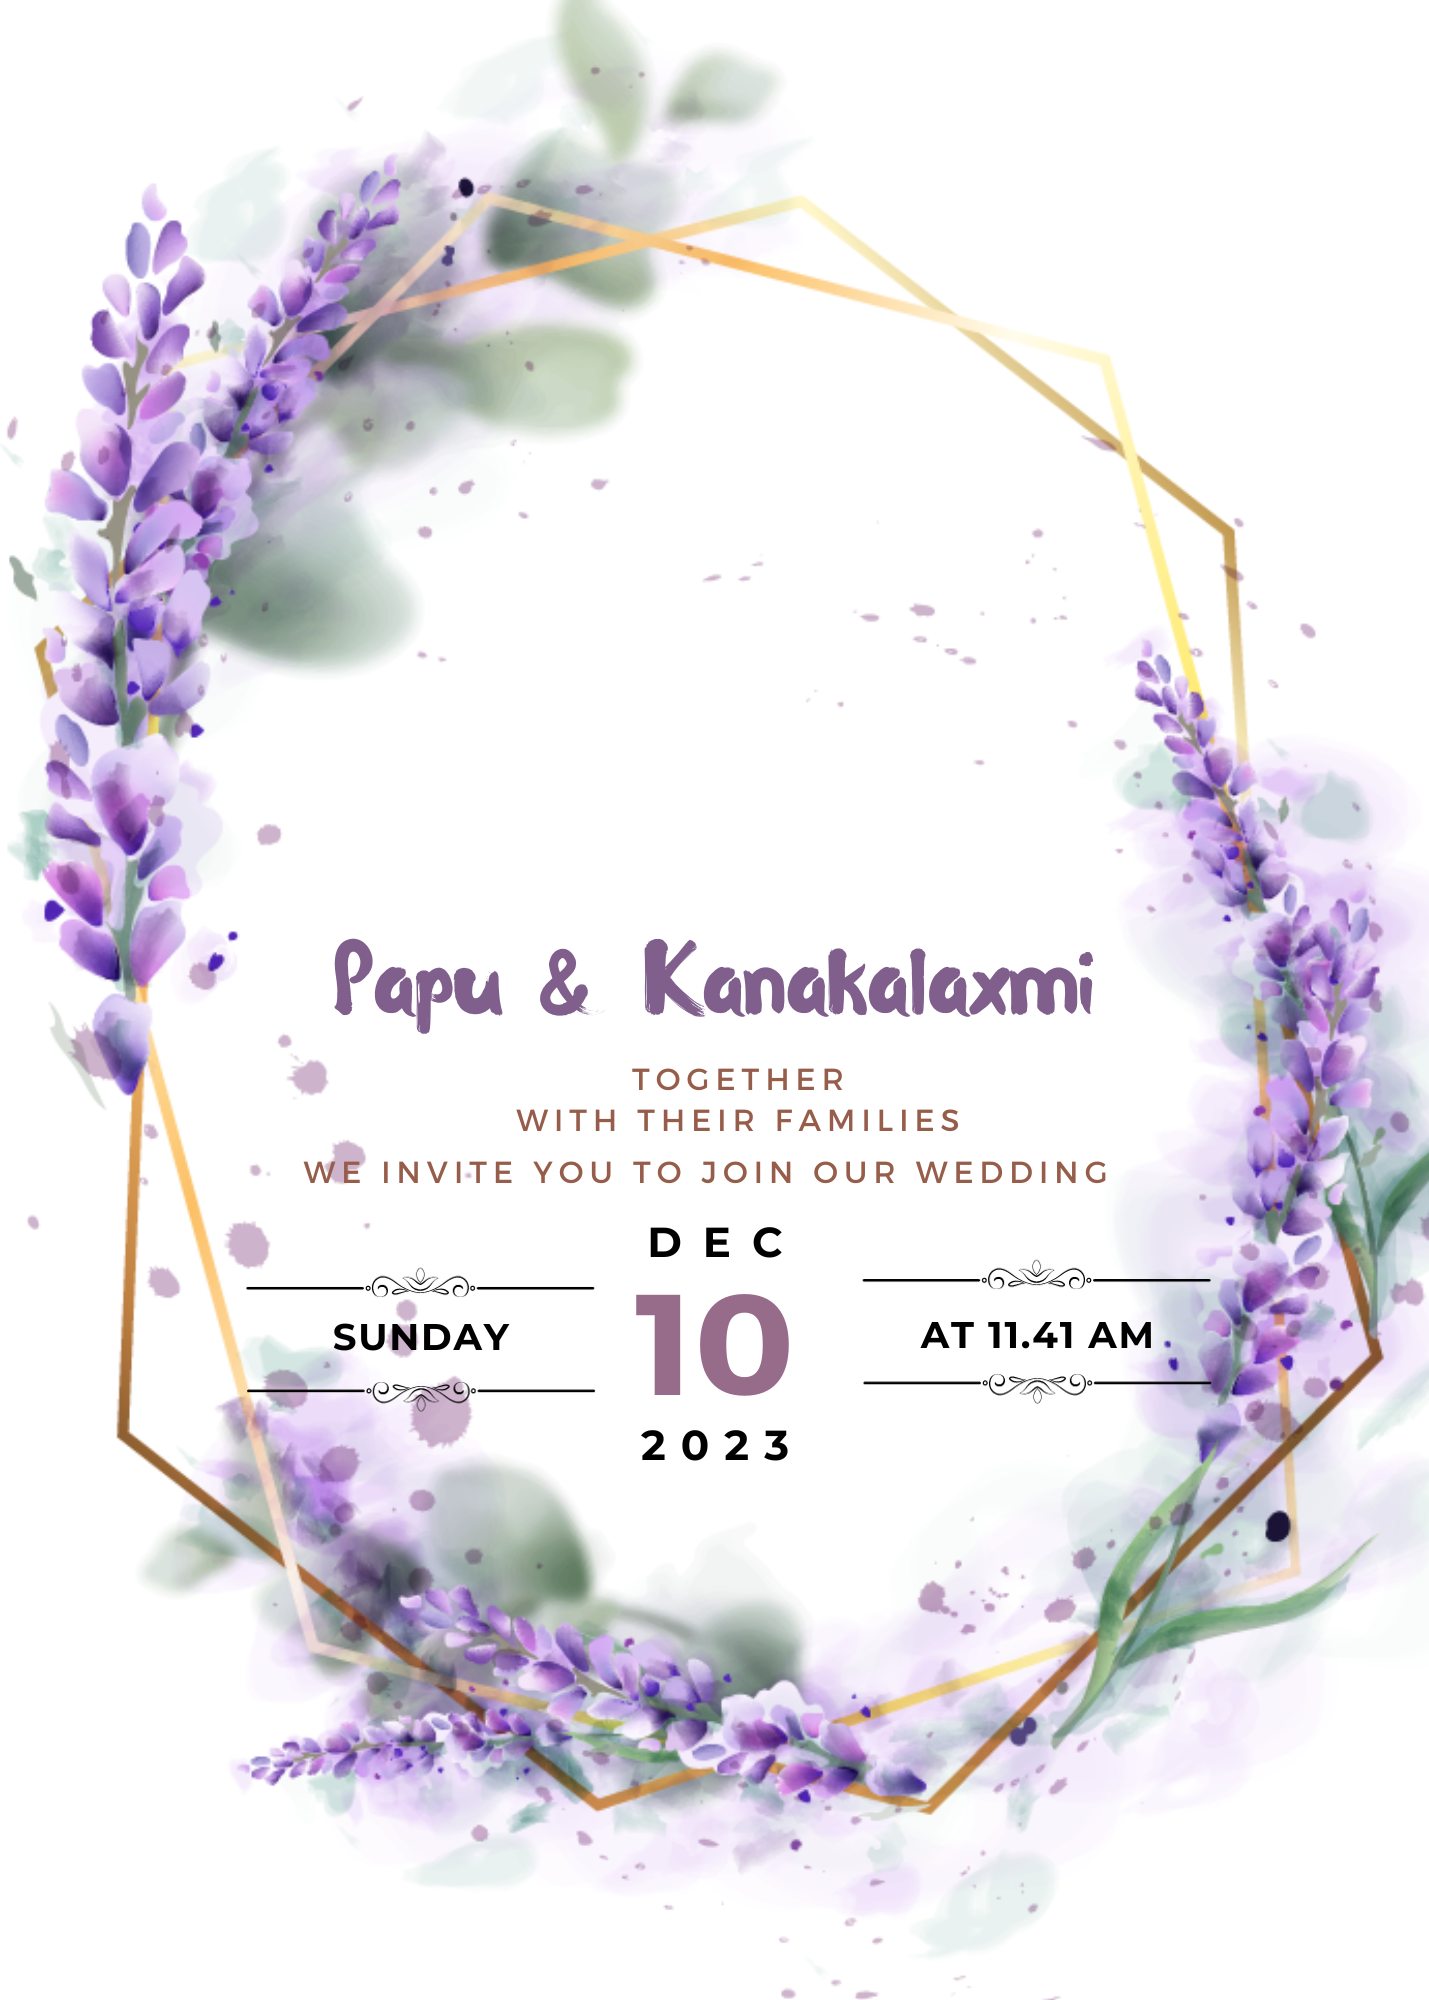 Papu & Kanakalaxmi
TOGETHER
WITH THEIR FAMILIES
WE INVITE YOU TO JOIN OUR WEDDING
DEC
SUNDAY
10
AT 11.41 AM
2023